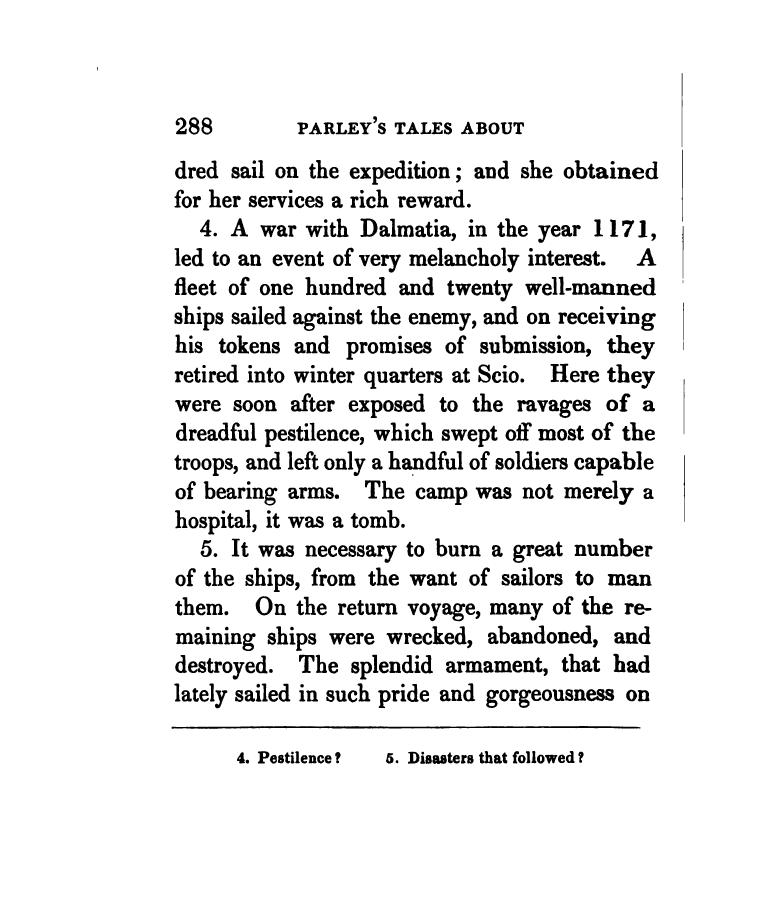 288 PARLEY'S TALES ABOUT
dred sail on the expedition; and she obtained
for her services a rich reward.
4. A war with Dalmatia, in the year 1171,
led to an event of very melancholy interest. A
fleet of one hundred and twenty well-manned
ships sailed against the enemy, and on receiving
his tokens and promises of submission, they
retired into winter quarters at Scio. Here they
were soon after exposed to the ravages of a
dreadful pestilence, which swept off most of the
troops, and left only a handful of soldiers capable
of bearing arms. The camp was not merely a
hospital, it was a tomb.
5. It was necessary to burn a great number
of the ships, from the want of sailors to man
them. On the return voyage, many of the re-
maining ships were wrecked, abandoned, and
destroyed. The splendid armament, that had
lately sailed in such pride and gorgeousness on
4. Pestilence? 5. Disasters that followed?